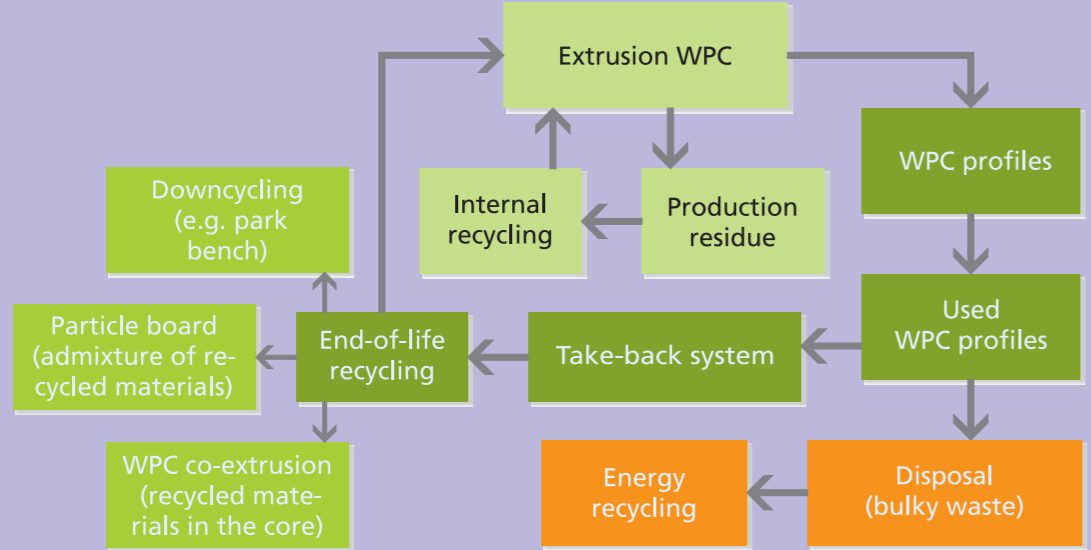 Extrusion WPC
WPC profiles
Downcycling
(e.g. park
bench)
Internal
recycling
Production
residue
Particle board
(admixture of re-
cycled materials)
End-of-life
recycling
Take-back system
Used
WPC profiles
WPC co-extrusion
(recycled mate-
rials in the core)
Energy
recycling
Disposal
(bulky waste)